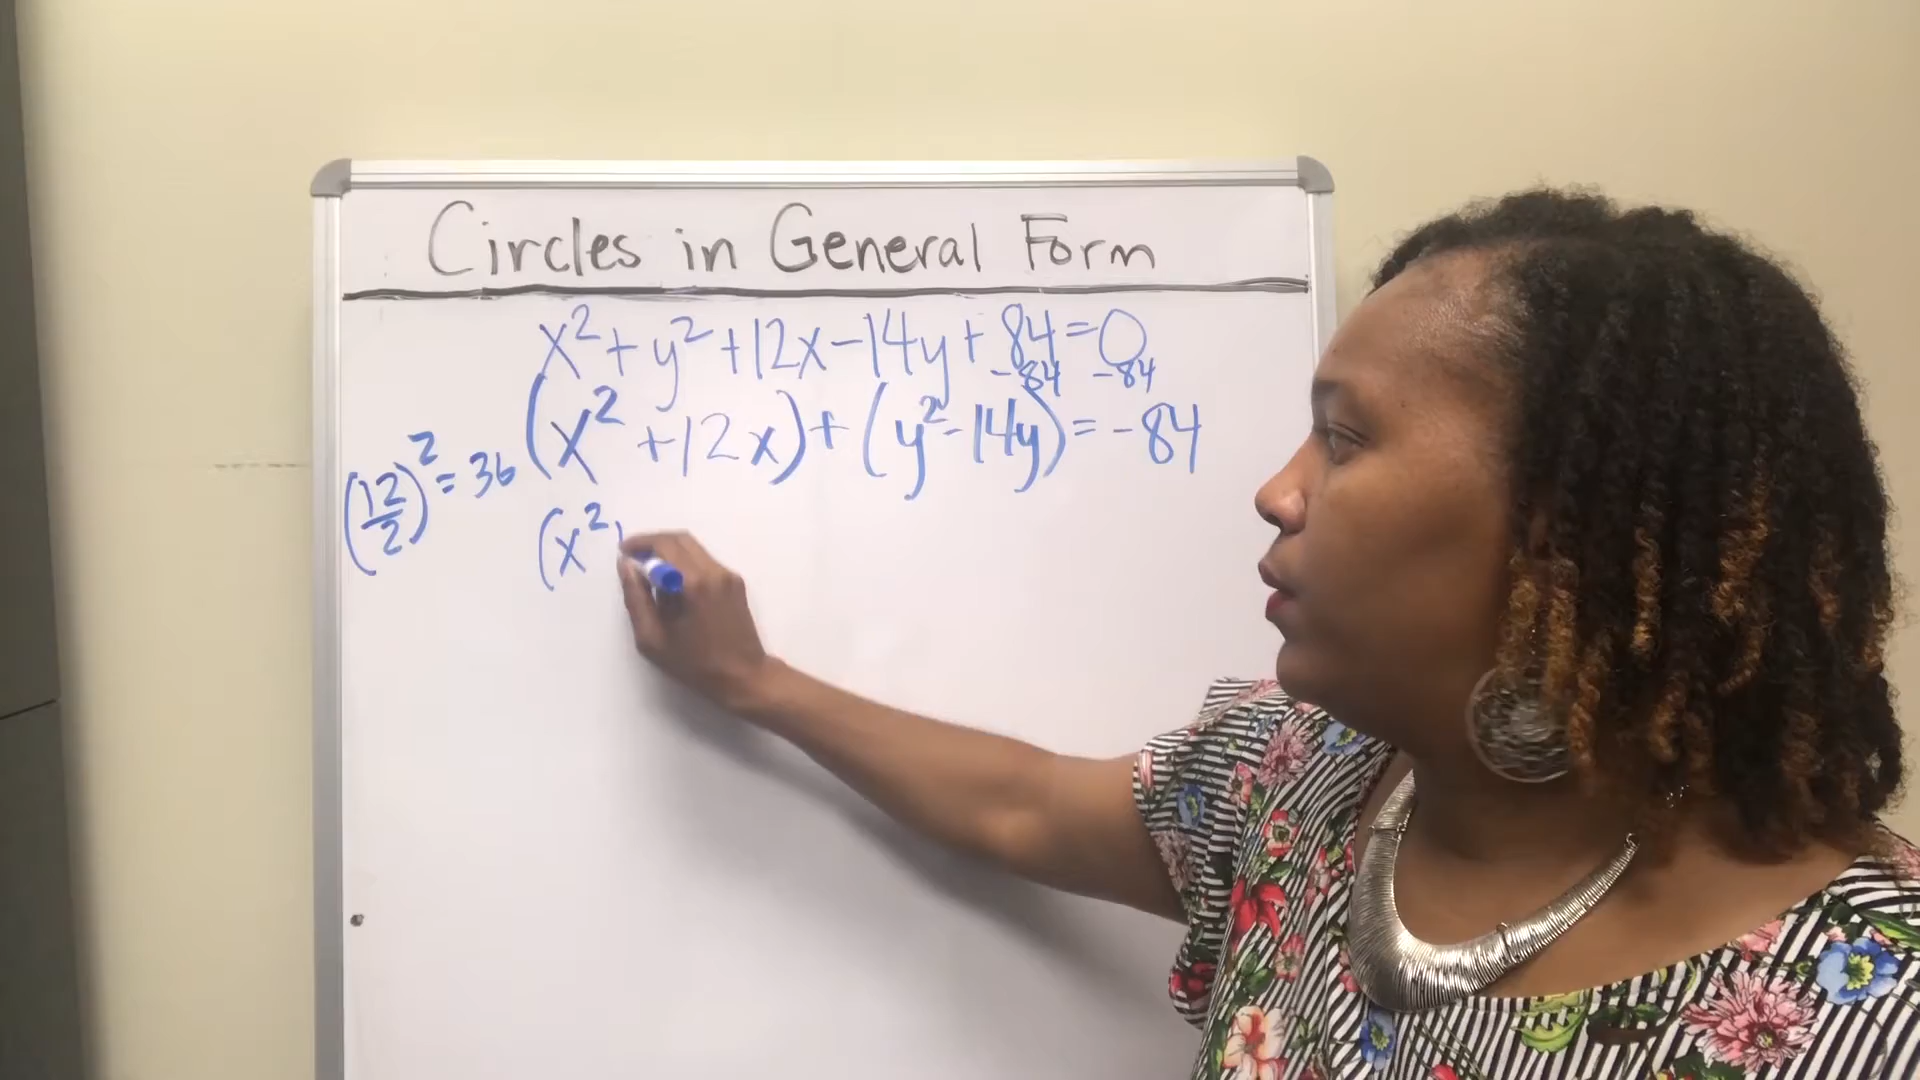 Circles in General Form
x² + y² + 12x - 14y + 84 = 0
- 84 - 84
(x² + 12x) + (y² - 14y) = - 84
(12/2)² = 36
(x²